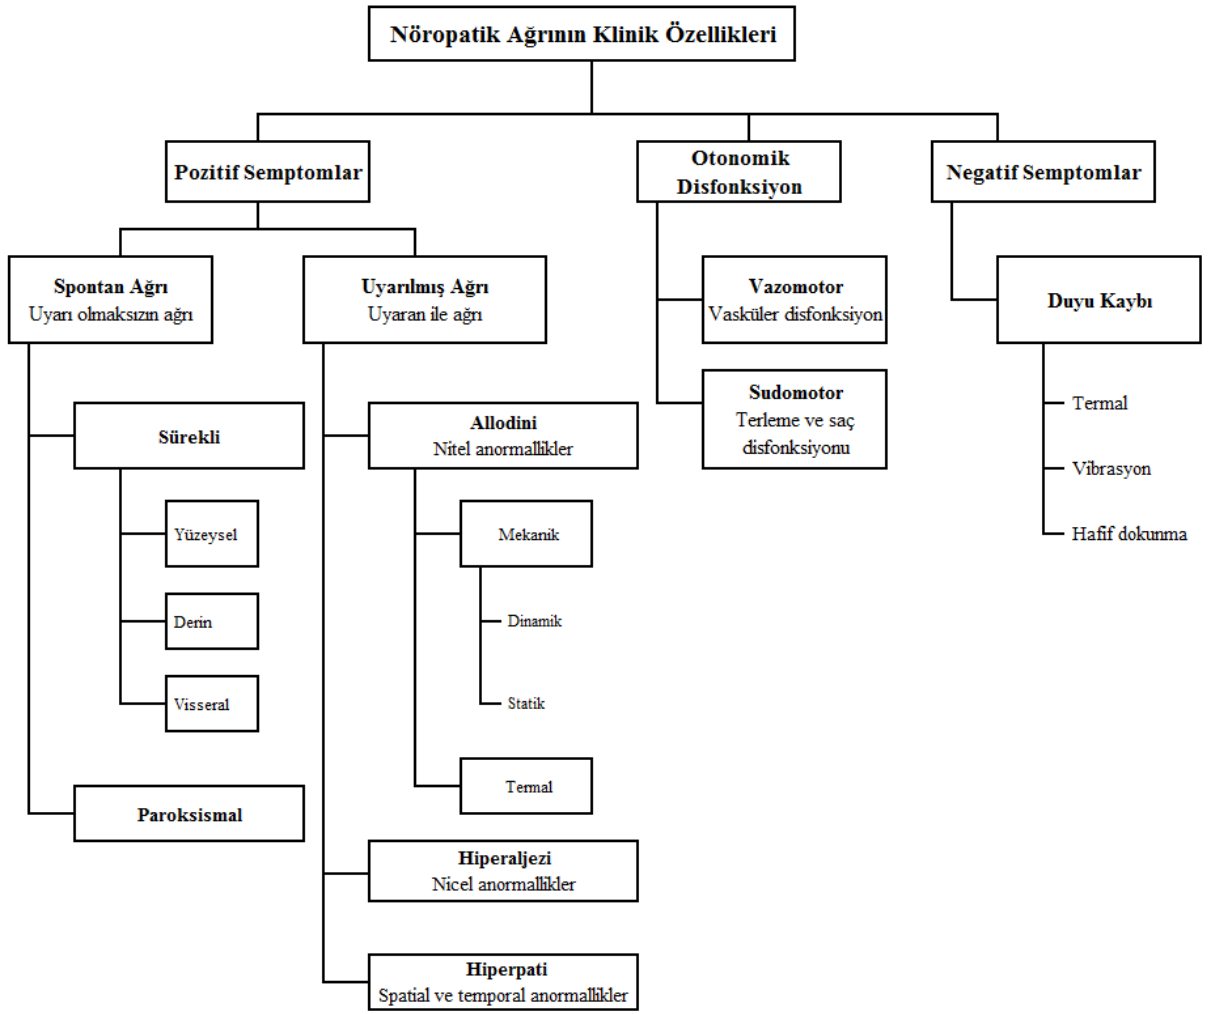 Nöropatik Ağrının Klinik Özellikleri
Pozitif Semptomlar
Otonomik
Disfonksiyon
Negatif Semptomlar
Spontan Ağrı
Uyarı olmaksızın ağrı
Uyarılmış Ağrı
Uyaran ile ağrı
Vazomotor
Vasküler disfonksiyon
Duyu Kaybı
Sudomotor
Terleme ve saç
disfonksiyonu
Termal
Vibrasyon
Hafif dokunma
Sürekli
Yüzeysel
Derin
Visseral
Paroksismal
Allodini
Nitel anormallikler
Mekanik
Dinamik
Statik
Termal
Hiperaljezi
Nicel anormallikler
Hiperpati
Spatial ve temporal anormallikler